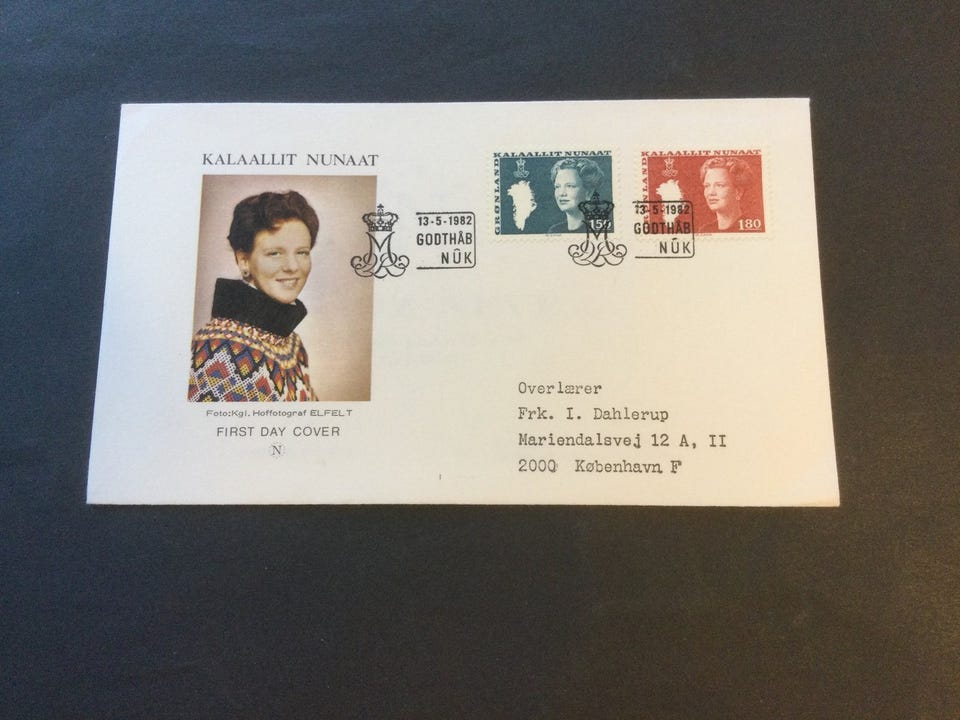 KALAALLIT NUNAAT
Foto:Kgl. Hoffotograf ELFELT
FIRST DAY COVER
N
13-5-1982
GODTHÅB
NÛK
KALAALLIT NUNAAT
GRØNLAND
150
13-5-1982
GODTHÅB
NÛK
KALAALLIT NUNAAT
GRØNLAND
180
Overlærer
Frk. I. Dahlerup
Mariendalsvej 12 A, II
2000 København F